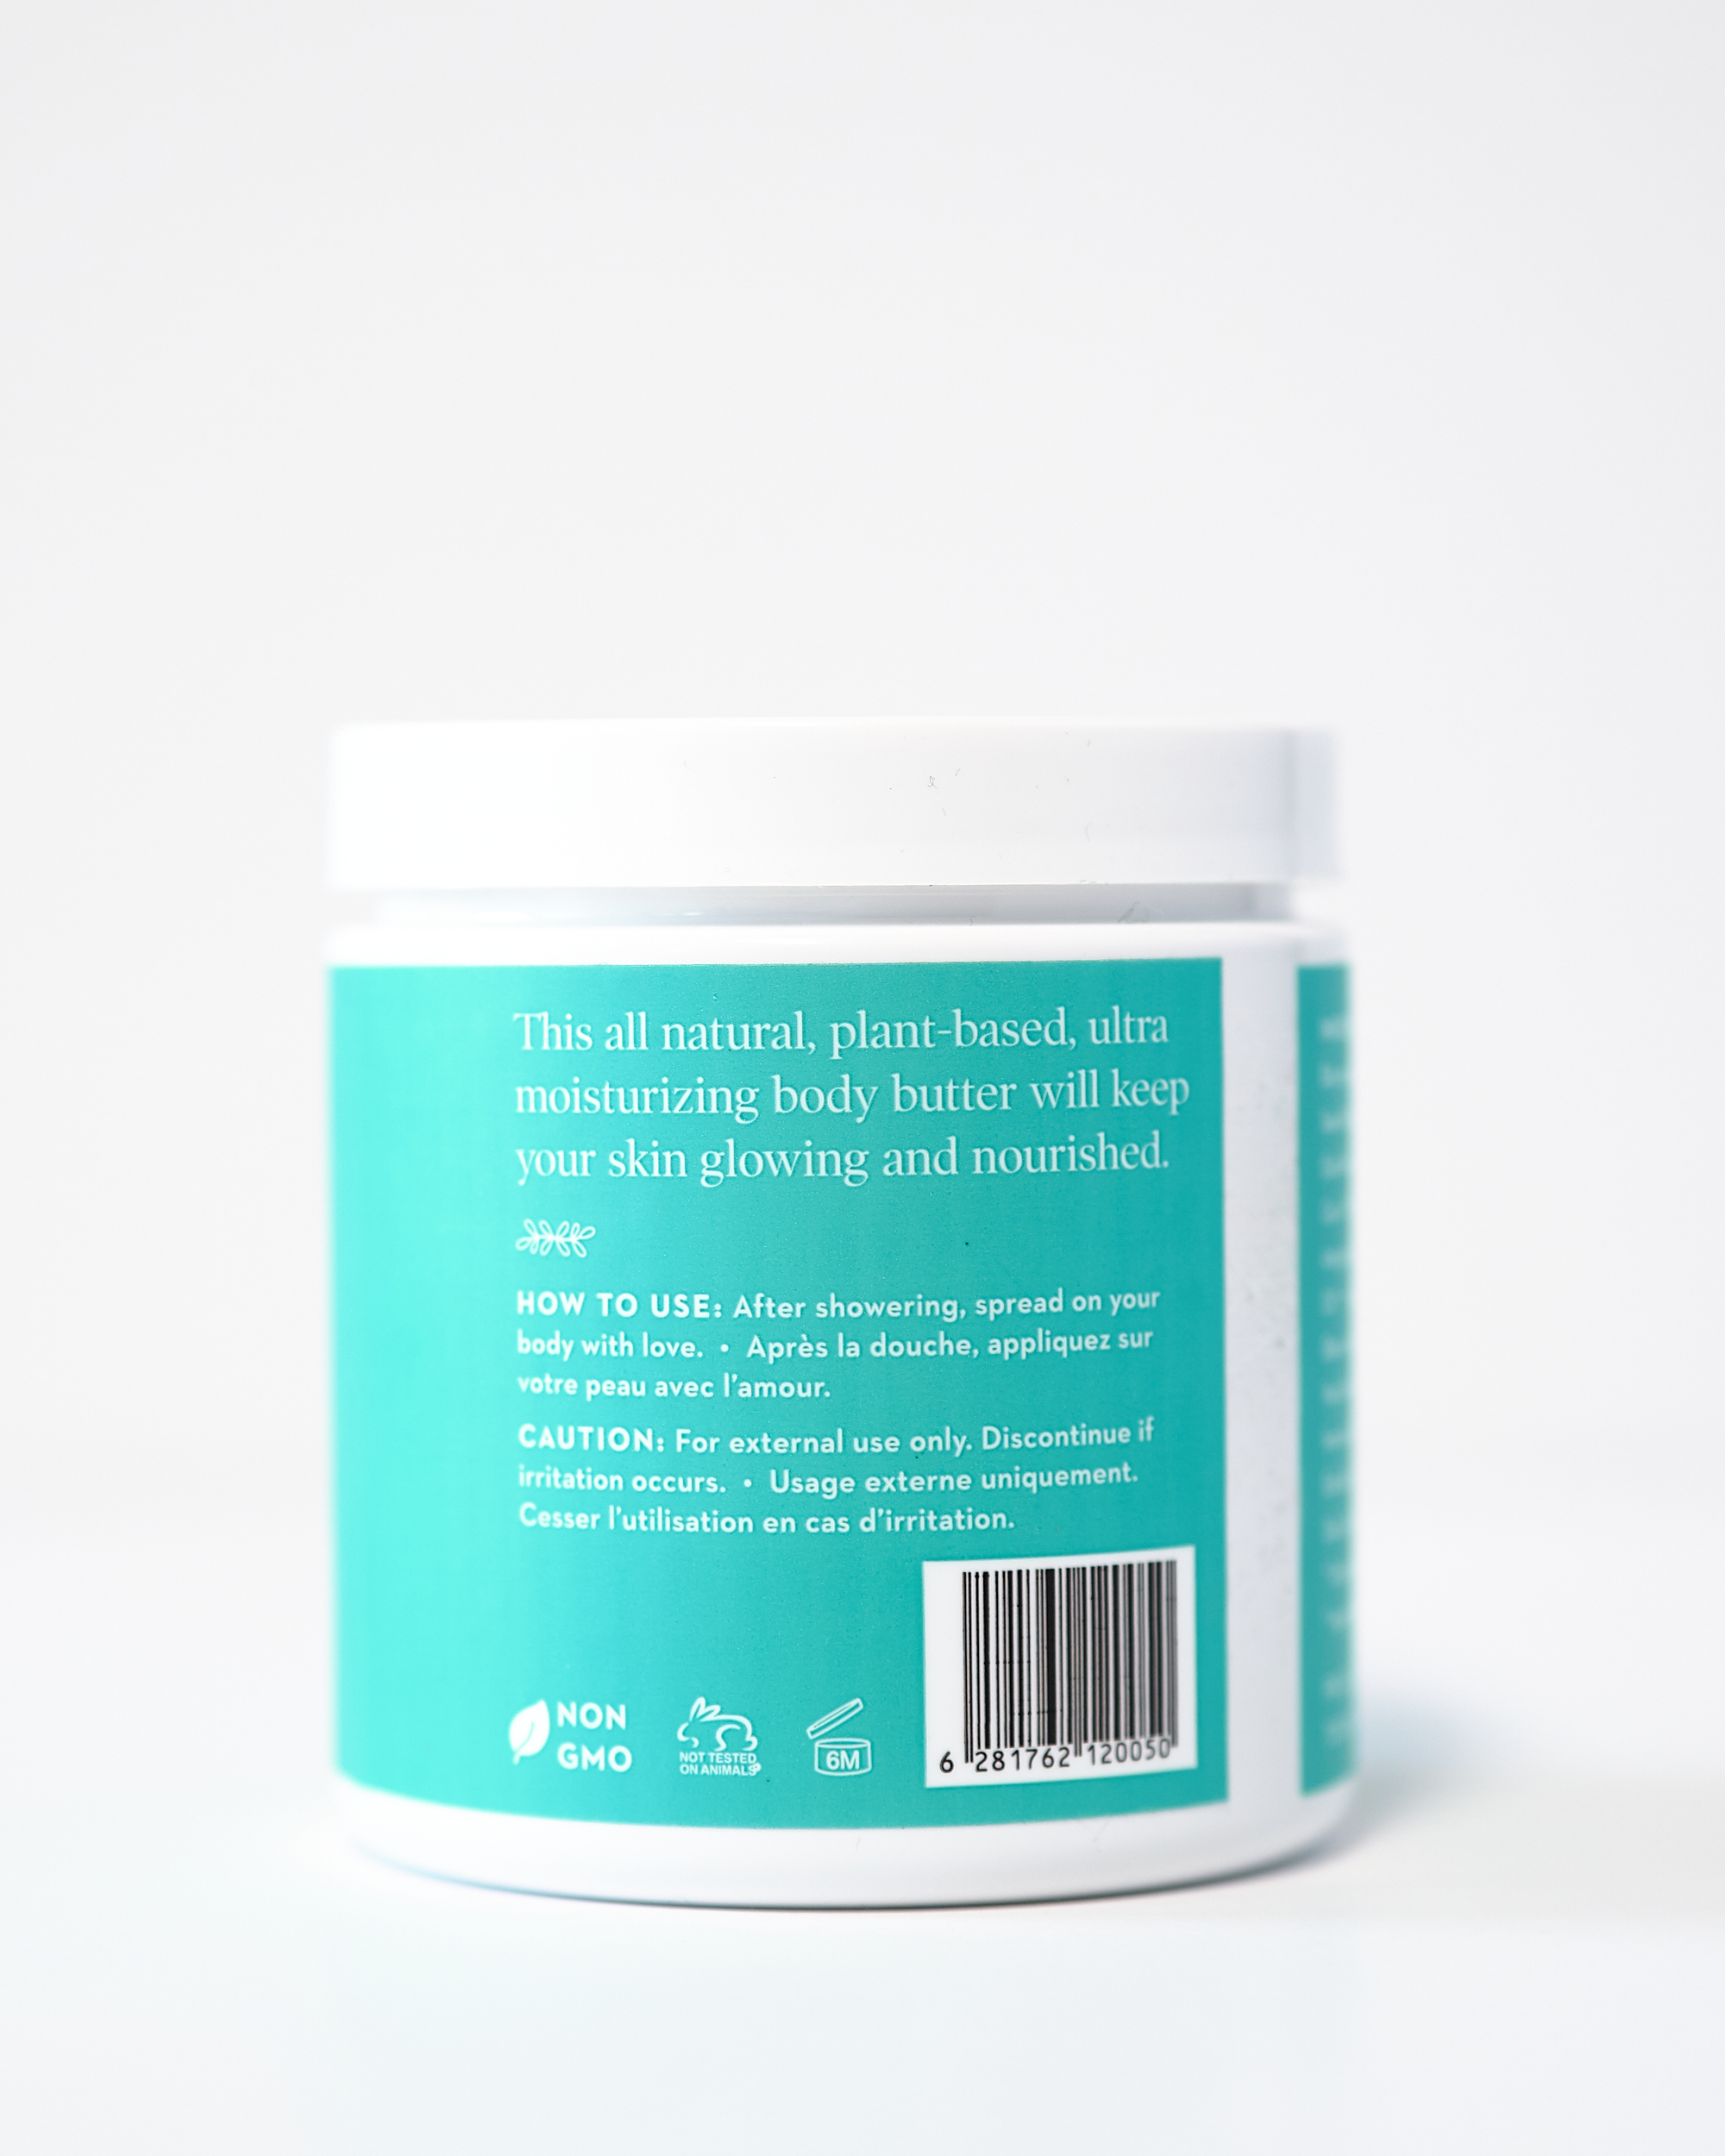 This all natural, plant-based, ultra
moisturizing body butter will keep
your skin glowing and nourished.
HOW TO USE: After showering, spread on your
body with love. • Après la douche, appliquez sur
votre peau avec l'amour.
CAUTION: For external use only. Discontinue if
irritation occurs. • Usage externe uniquement.
Cesser l'utilisation en cas d'irritation.
NON
GMO
NOT TESTED
ON ANIMALS
6M
6 281762 120050